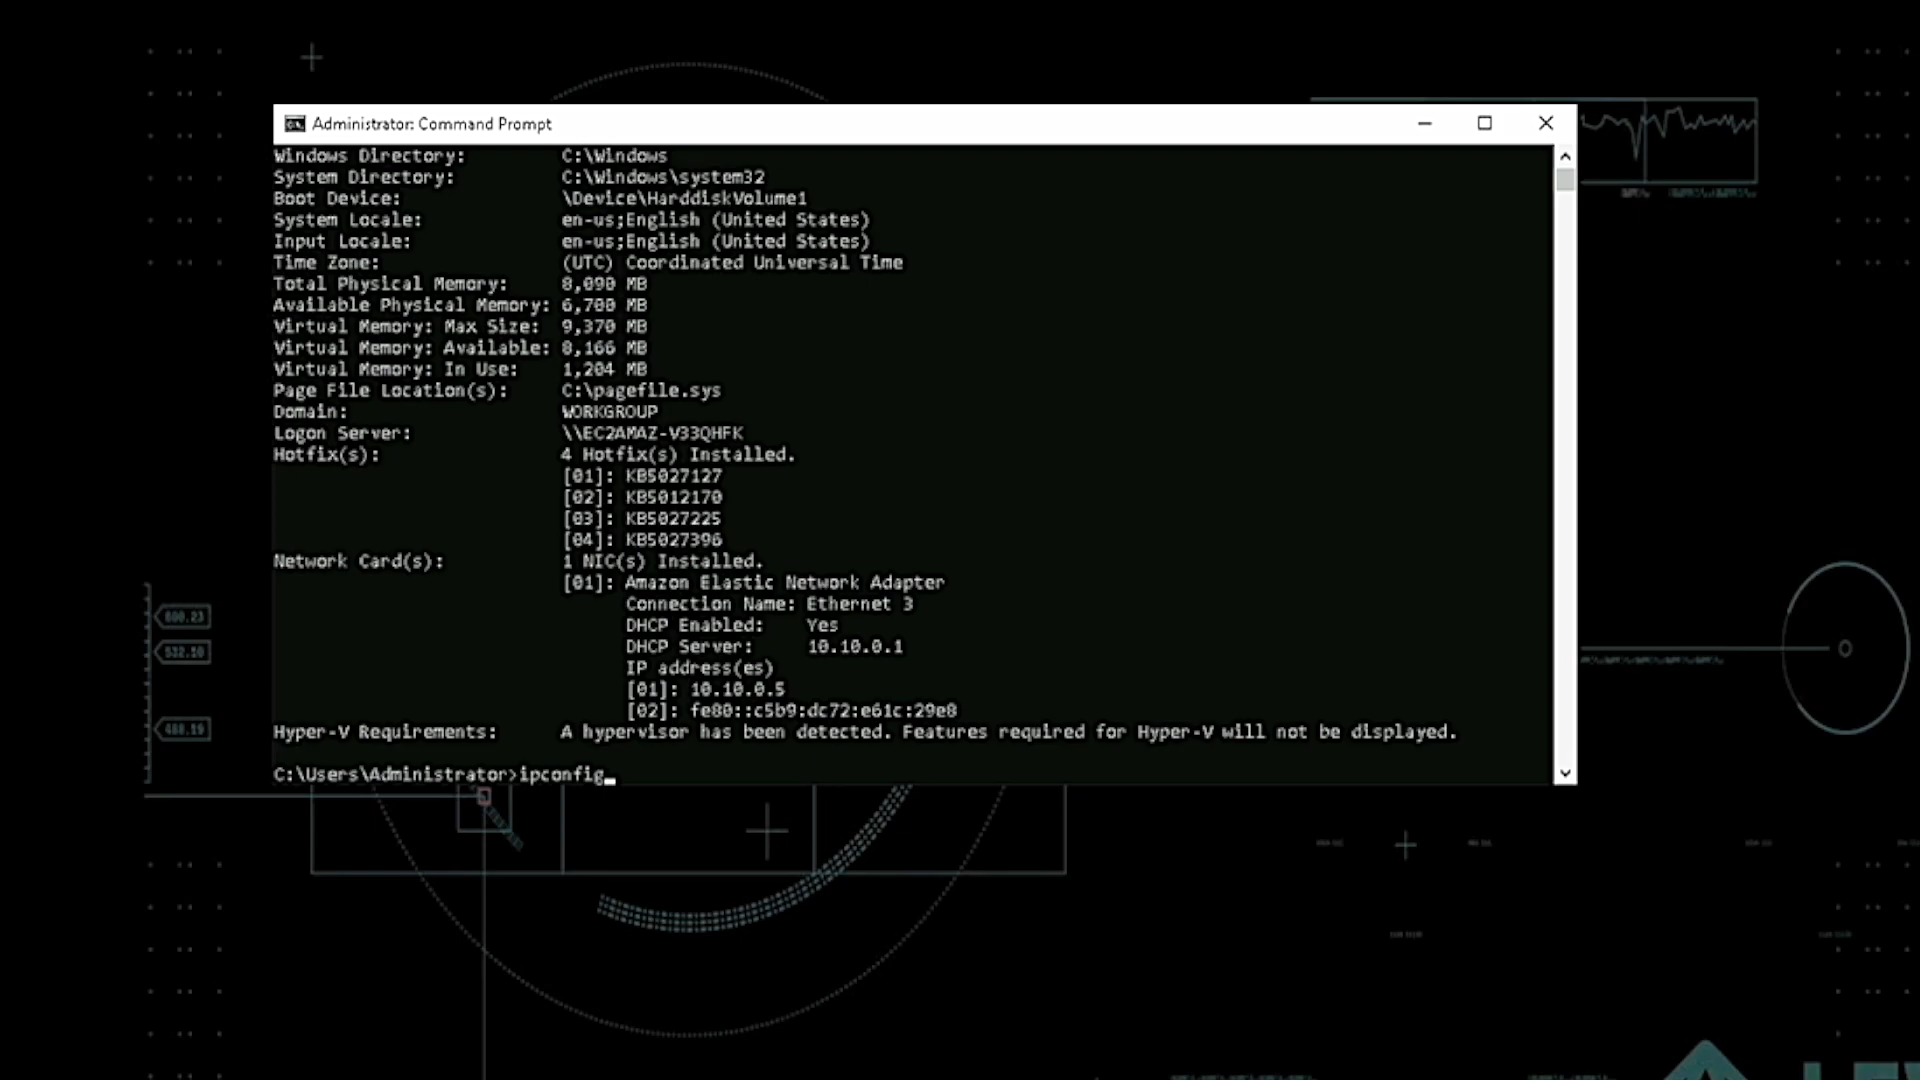 Administrator: Command Prompt
Windows Directory: C:\Windows
System Directory: C:\Windows\system32
Boot Device: \Device\HarddiskVolume1
System Locale: en-us;English (United States)
Input Locale: en-us;English (United States)
Time Zone: (UTC) Coordinated Universal Time
Total Physical Memory: 8,090 MB
Available Physical Memory: 6,700 MB
Virtual Memory: Max Size: 9,370 MB
Virtual Memory: Available: 8,166 MB
Virtual Memory: In Use: 1,204 MB
Page File Location(s): C:\pagefile.sys
Domain: WORKGROUP
Logon Server: \\EC2AMAZ-V33QHFK
Hotfix(s): 4 Hotfix(s) Installed.
[01]: KB5027127
[02]: KB5012170
[03]: KB5027225
[04]: KB5027396
Network Card(s): 1 NIC(s) Installed.
[01]: Amazon Elastic Network Adapter
Connection Name: Ethernet 3
DHCP Enabled: Yes
DHCP Server: 10.10.0.1
IP address(es)
[01]: 10.10.0.5
[02]: fe80::c5b9:dc72:e61c:29e8
Hyper-V Requirements: A hypervisor has been detected. Features required for Hyper-V will not be displayed.
C:\Users\Administrator>ipconfig
600.23
532.10